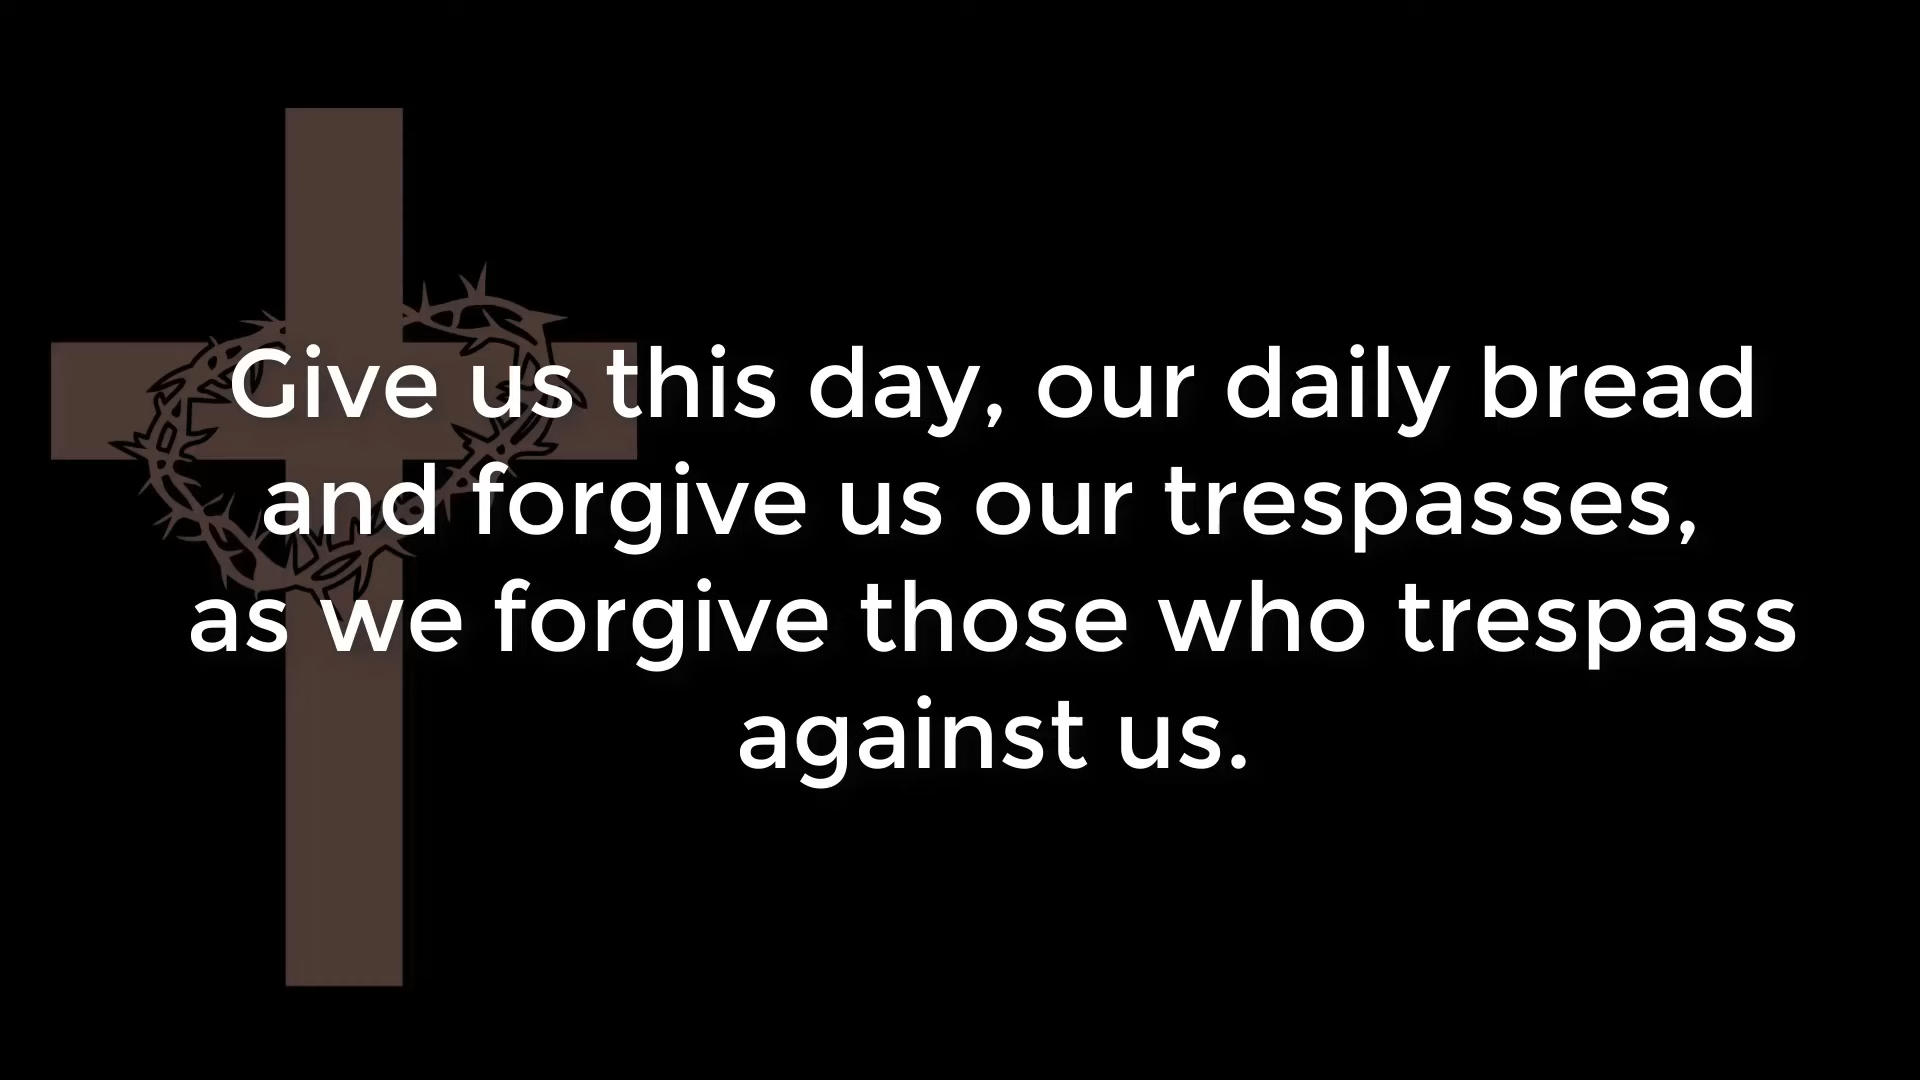 Give us this day, our daily bread
and forgive us our trespasses,
as we forgive those who trespass
against us.